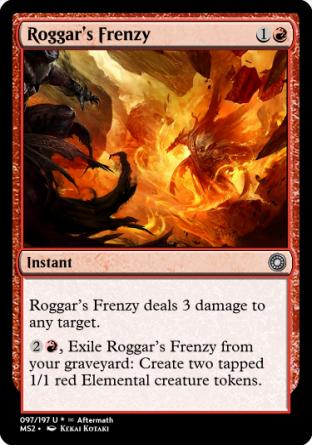 Roggar's Frenzy 1
Instant
Roggar's Frenzy deals 3 damage to
any target.
2, Exile Roggar's Frenzy from
your graveyard: Create two tapped
1/1 red Elemental creature tokens.
097/197 U * ∞ Aftermath
MS2 • Kekai Kotaki